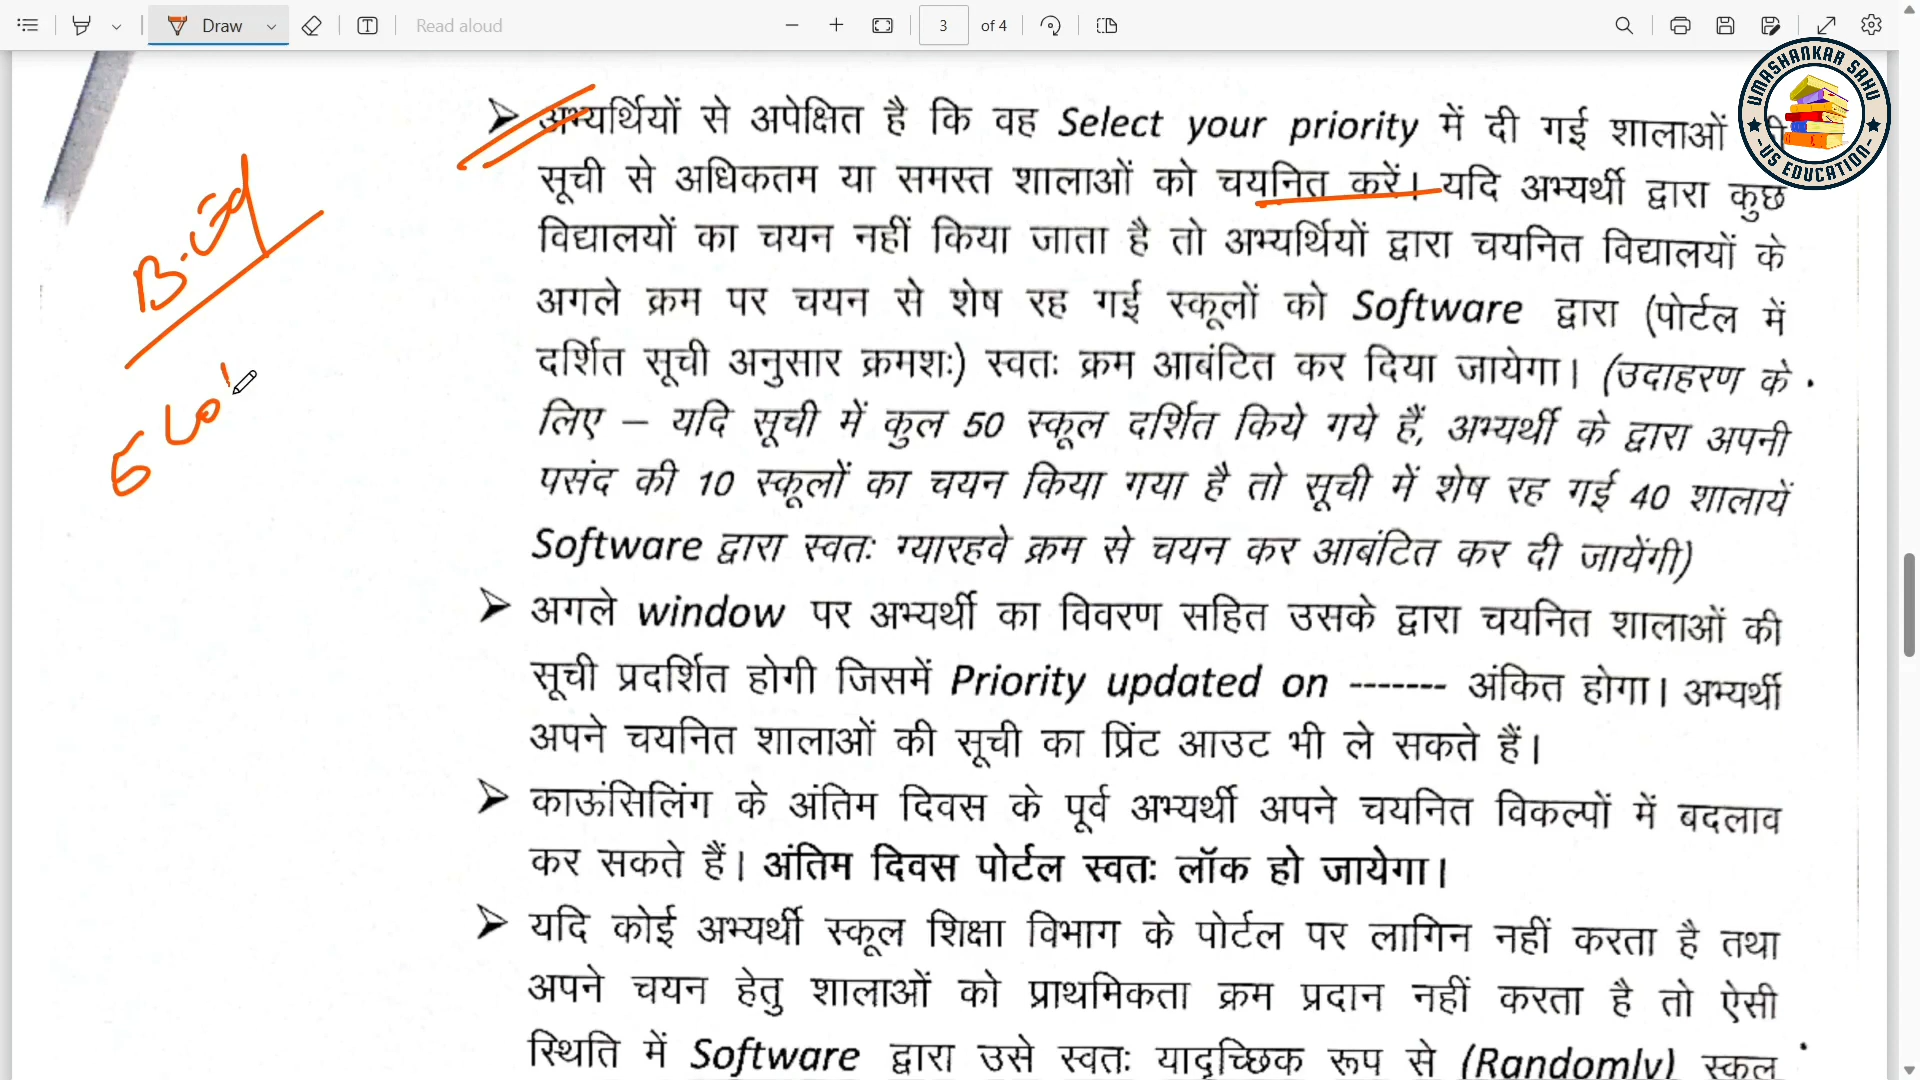 Draw
Read aloud
3 of 4
UMASHANKAR SAHU
-US EDUCATION-
➤ अभ्यर्थियों से अपेक्षित है कि वह Select your priority में दी गई शालाओं
सूची से अधिकतम या समस्त शालाओं को चयनित करें। यदि अभ्यर्थी द्वारा कुछ
विद्यालयों का चयन नहीं किया जाता है तो अभ्यर्थियों द्वारा चयनित विद्यालयों के
अगले क्रम पर चयन से शेष रह गई स्कूलों को Software द्वारा (पोर्टल में
दर्शित सूची अनुसार क्रमशः) स्वतः क्रम आबंटित कर दिया जायेगा। (उदाहरण के
लिए – यदि सूची में कुल 50 स्कूल दर्शित किये गये हैं, अभ्यर्थी के द्वारा अपनी
पसंद की 10 स्कूलों का चयन किया गया है तो सूची में शेष रह गई 40 शालायें
Software द्वारा स्वतः ग्यारहवे क्रम से चयन कर आबंटित कर दी जायेंगी)
➤ अगले window पर अभ्यर्थी का विवरण सहित उसके द्वारा चयनित शालाओं की
सूची प्रदर्शित होगी जिसमें Priority updated on ------- अंकित होगा। अभ्यर्थी
अपने चयनित शालाओं की सूची का प्रिंट आउट भी ले सकते हैं।
➤ काऊंसिलिंग के अंतिम दिवस के पूर्व अभ्यर्थी अपने चयनित विकल्पों में बदलाव
कर सकते हैं। अंतिम दिवस पोर्टल स्वतः लॉक हो जायेगा।
➤ यदि कोई अभ्यर्थी स्कूल शिक्षा विभाग के पोर्टल पर लागिन नहीं करता है तथा
अपने चयन हेतु शालाओं को प्राथमिकता क्रम प्रदान नहीं करता है तो ऐसी
स्थिति में Software द्वारा उसे स्वतः यादृच्छिक रूप से (Randomly) स्कूल